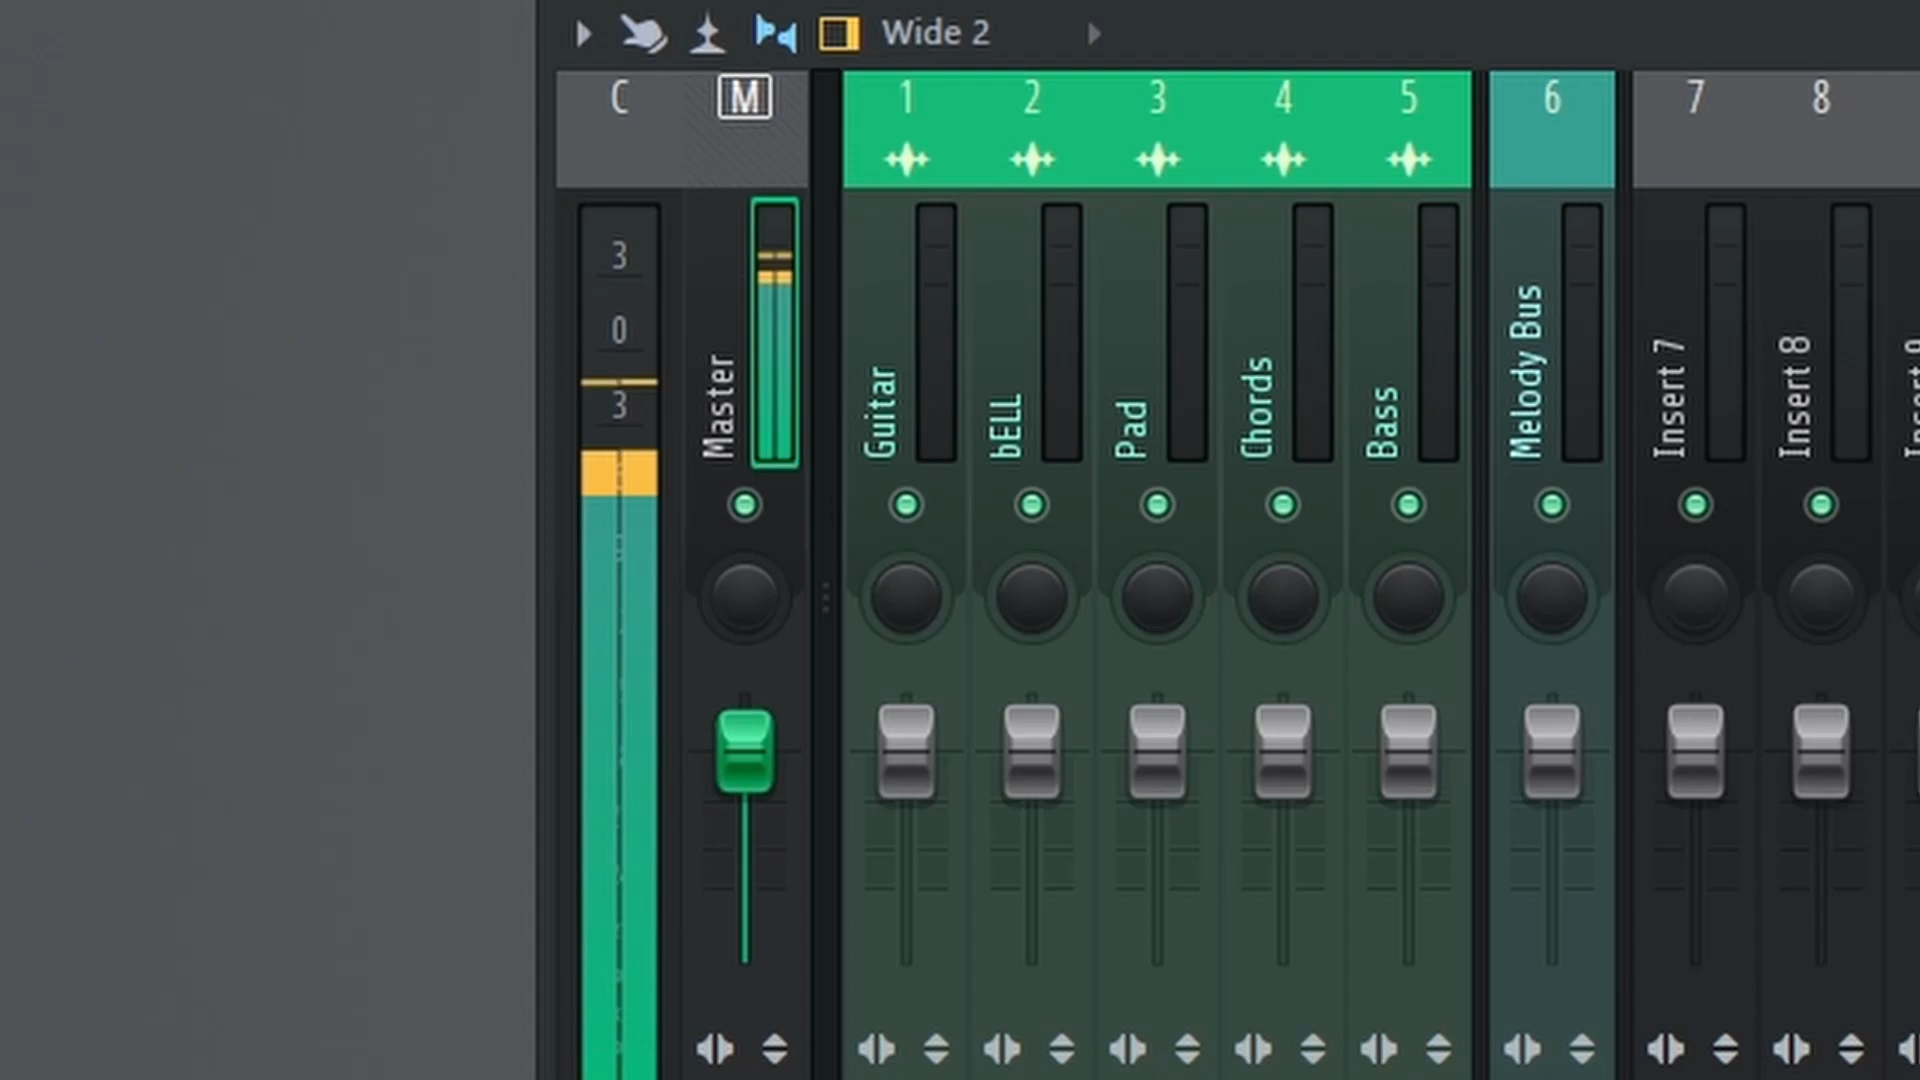 Wide 2
C M 1 2 3 4 5 6 7 8
3
0
3
Master
Guitar
bELL
Pad
Chords
Bass
Melody Bus
Insert 7
Insert 8